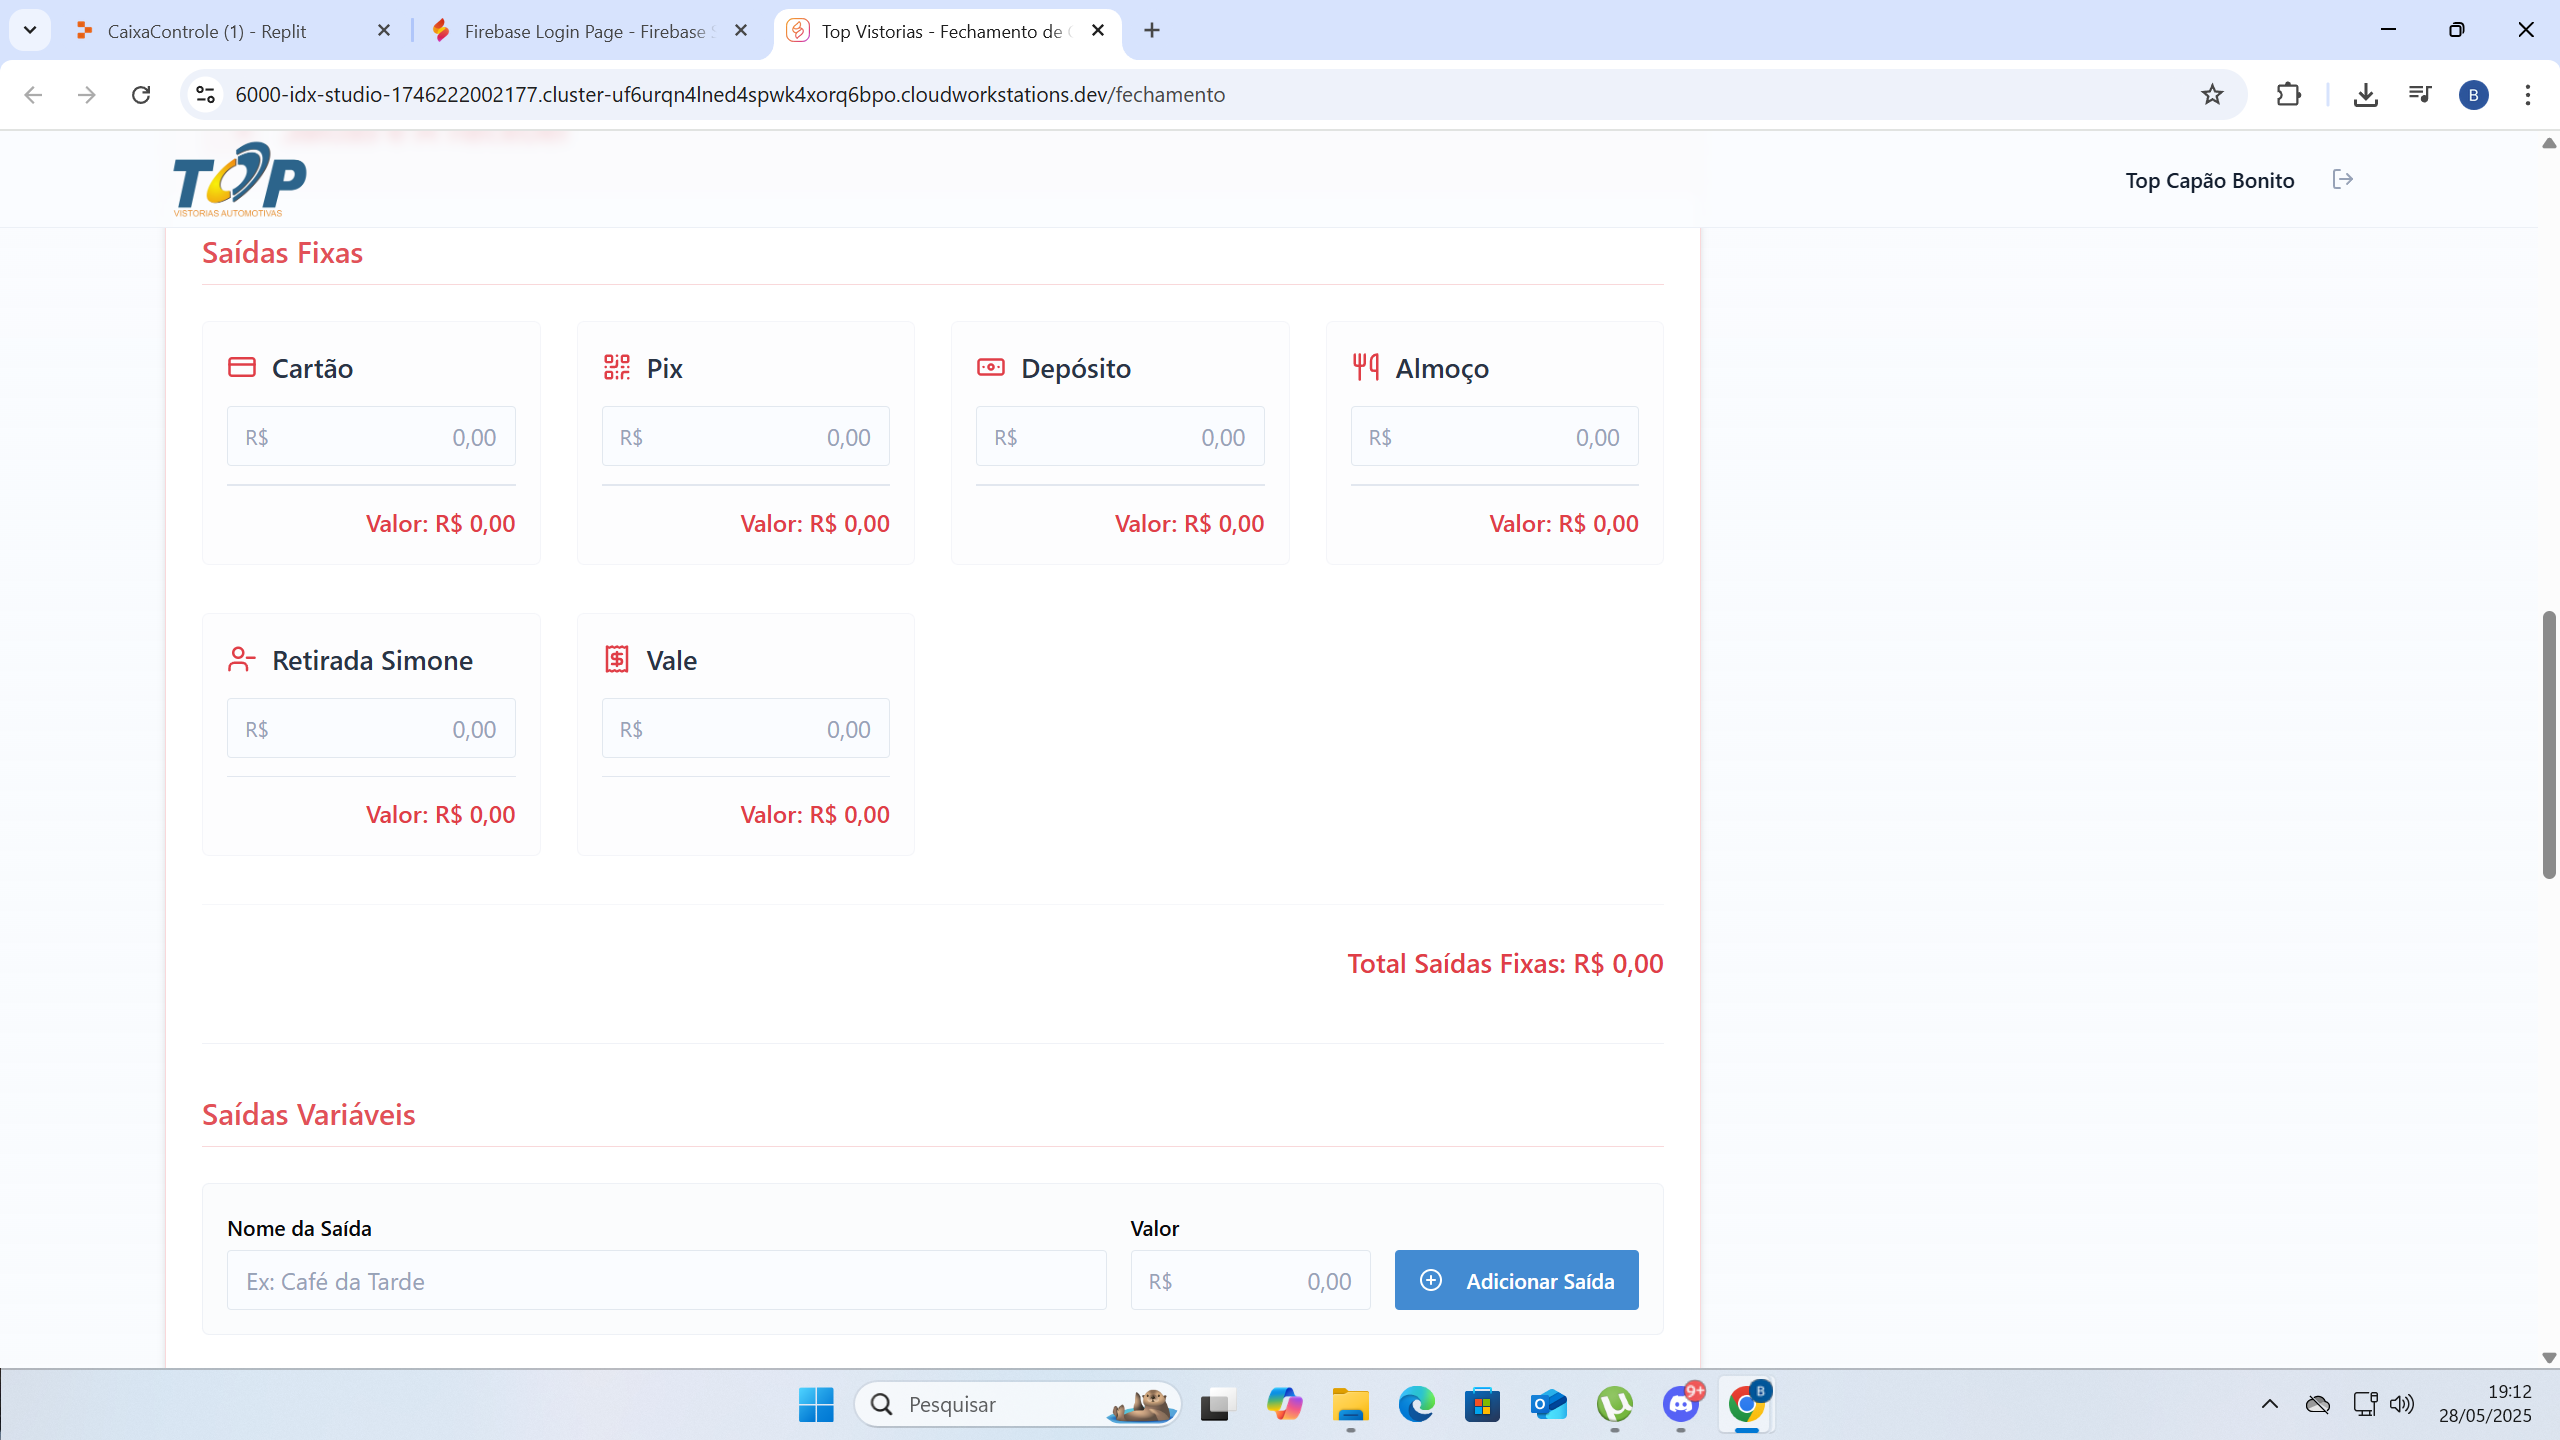 CaixaControle (1) - Replit
Firebase Login Page - Firebase S
Top Vistorias - Fechamento de C
6000-idx-studio-1746222002177.cluster-uf6urqn4lned4spwk4xorq6bpo.cloudworkstations.dev/fechamento
B
TOP
VISTORIAS AUTOMOTIVAS
Top Capão Bonito
Saídas Fixas
Cartão
Pix
Depósito
Almoço
R$ 0,00
R$ 0,00
R$ 0,00
R$ 0,00
Valor: R$ 0,00
Valor: R$ 0,00
Valor: R$ 0,00
Valor: R$ 0,00
Retirada Simone
Vale
R$ 0,00
R$ 0,00
Valor: R$ 0,00
Valor: R$ 0,00
Total Saídas Fixas: R$ 0,00
Saídas Variáveis
Nome da Saída
Valor
Ex: Café da Tarde
R$ 0,00
Adicionar Saída
Pesquisar
9+
B
19:12
28/05/2025